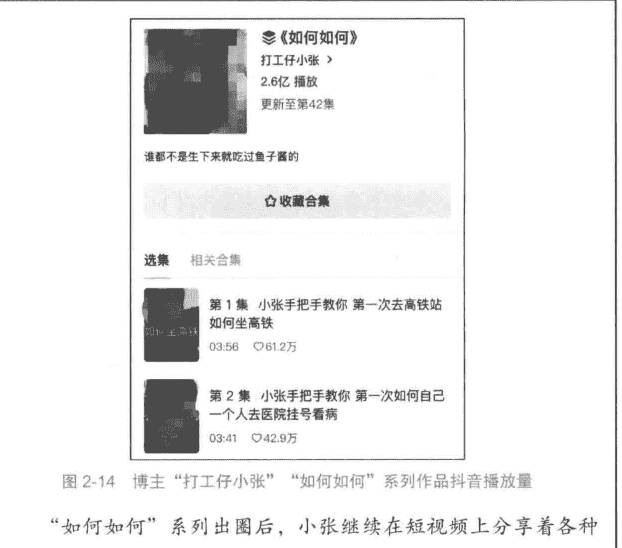 《如何如何》
打工仔小张 >
2.6亿 播放
更新至第42集
谁都不是生下来就吃过鱼子酱的
收藏合集
选集 相关合集
第 1 集 小张手把手教你 第一次去高铁站
如何坐高铁
如何坐高铁
03:56 ♡61.2万
第 2 集 小张手把手教你 第一次如何自己
一个人去医院挂号看病
03:41 ♡42.9万
图 2-14 博主“打工仔小张”“如何如何”系列作品抖音播放量
“如何如何”系列出圈后，小张继续在短视频上分享着各种